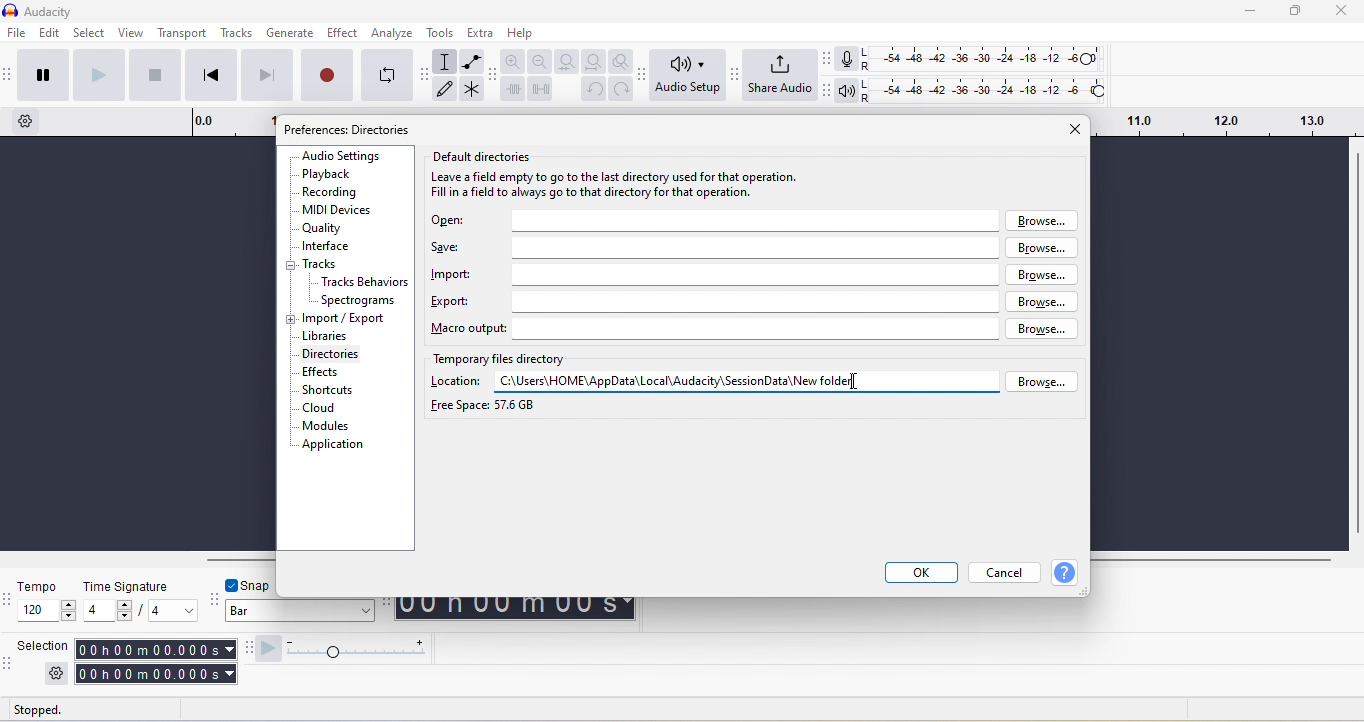 Audacity
File Edit Select View Transport Tracks Generate Effect Analyze Tools Extra Help
Audio Setup
Share Audio
L
R
-54 -48 -42 -36 -30 -24 -18 -12 -6 0
L
R
-54 -48 -42 -36 -30 -24 -18 -12 -6
0.0
11.0 12.0 13.0
Preferences: Directories
Audio Settings
Playback
Recording
MIDI Devices
Quality
Interface
Tracks
Tracks Behaviors
Spectrograms
Import / Export
Libraries
Directories
Effects
Shortcuts
Cloud
Modules
Application
Default directories
Leave a field empty to go to the last directory used for that operation.
Fill in a field to always go to that directory for that operation.
Open: Browse...
Save: Browse...
Import: Browse...
Export: Browse...
Macro output: Browse...
Temporary files directory
Location: C:\Users\HOME\AppData\Local\Audacity\SessionData\New folder Browse...
Free Space: 57.6 GB
OK Cancel ?
Tempo
120
Time Signature
4 / 4
Snap
Bar
00 h 00 m 00 s
Selection
00 h 00 m 00.000 s
00 h 00 m 00.000 s
- +
Stopped.